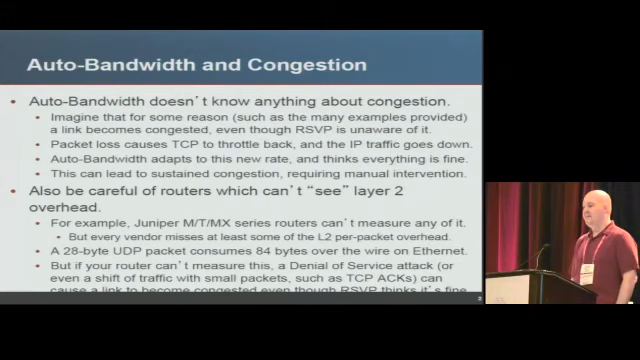 Auto-Bandwidth and Congestion
• Auto-Bandwidth doesn't know anything about congestion.
• Imagine that for some reason (such as the many examples provided)
a link becomes congested, even though RSVP is unaware of it.
• Packet loss causes TCP to throttle back, and the IP traffic goes down.
• Auto-Bandwidth adapts to this new rate, and thinks everything is fine.
• This can lead to sustained congestion, requiring manual intervention.
• Also be careful of routers which can't "see" layer 2
overhead.
• For example, Juniper M/T/MX series routers can't measure any of it.
• But every vendor misses at least some of the L2 per-packet overhead.
• A 28-byte UDP packet consumes 84 bytes over the wire on Ethernet.
• But if your router can't measure this, a Denial of Service attack (or
even a shift of traffic with small packets, such as TCP ACKs) can
cause a link to become congested even though RSVP thinks it's fine